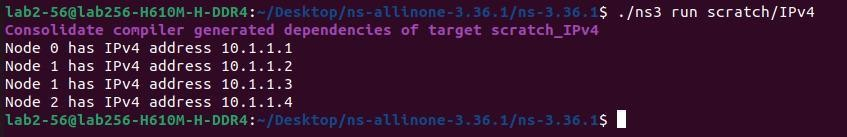 lab2-56@lab256-H610M-H-DDR4:~/Desktop/ns-allinone-3.36.1/ns-3.36.1$ ./ns3 run scratch/IPv4
Consolidate compiler generated dependencies of target scratch_IPv4
Node 0 has IPv4 address 10.1.1.1
Node 1 has IPv4 address 10.1.1.2
Node 1 has IPv4 address 10.1.1.3
Node 2 has IPv4 address 10.1.1.4
lab2-56@lab256-H610M-H-DDR4:~/Desktop/ns-allinone-3.36.1/ns-3.36.1$